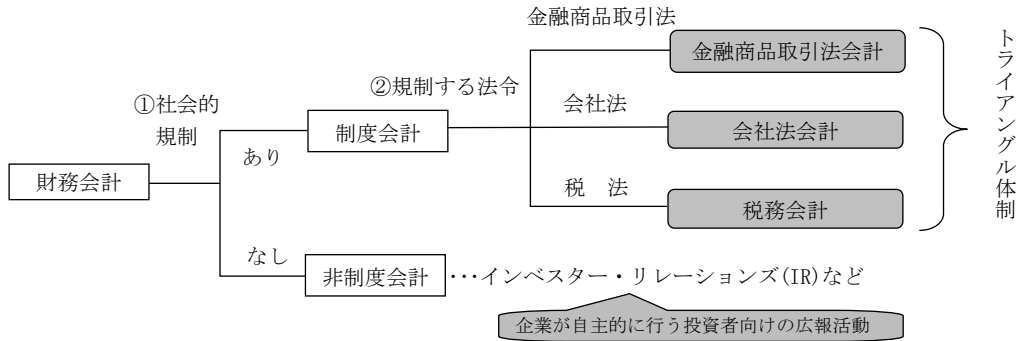 金融商品取引法
金融商品取引法会計
②規制する法令
①社会的
規制
会社法
制度会計
会社法会計
あり
財務会計
税 法
税務会計
トライアングル体制
なし
非制度会計
･･･インベスター・リレーションズ(IR)など
企業が自主的に行う投資者向けの広報活動